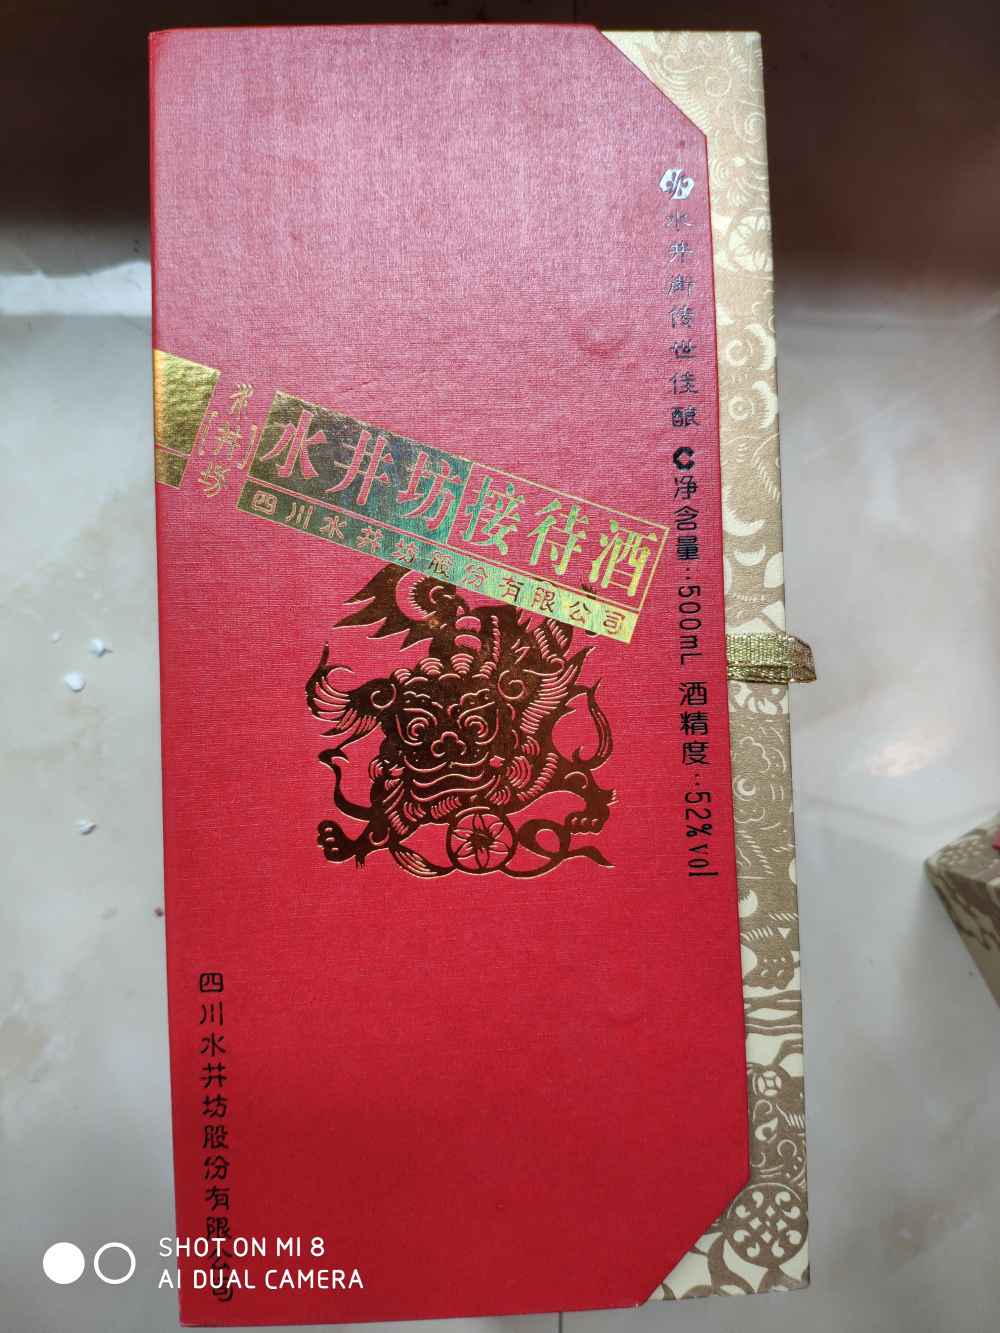 水井街传世佳酿
净含量:500mL 酒精度:52%vol
水井坊
水井坊接待酒
四川水井坊股份有限公司
四川水井坊股份有限公司
SHOT ON MI 8
AI DUAL CAMERA